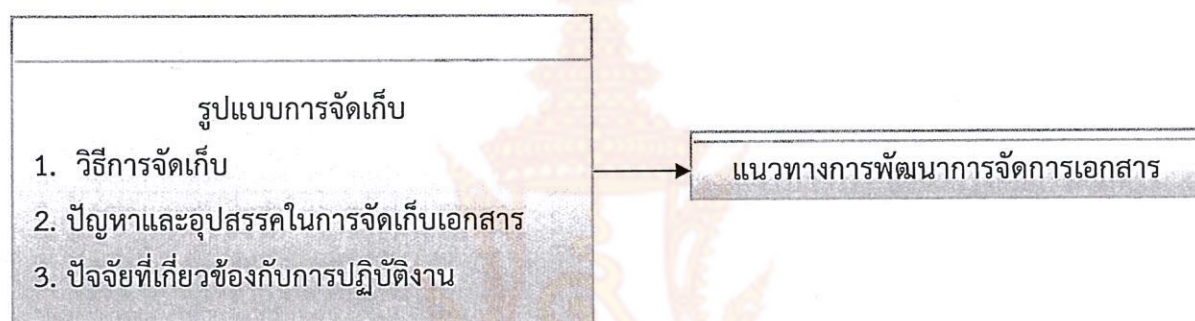 รูปแบบการจัดเก็บ
1. วิธีการจัดเก็บ
2. ปัญหาและอุปสรรคในการจัดเก็บเอกสาร
3. ปัจจัยที่เกี่ยวข้องกับการปฏิบัติงาน
แนวทางการพัฒนาการจัดการเอกสาร